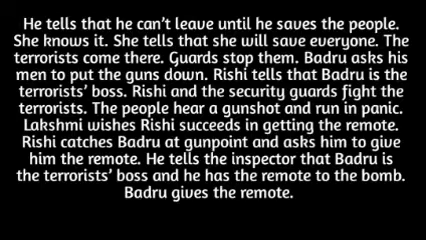 He tells that he can't leave until he saves the people.
She knows it. She tells that she will save everyone. The
terrorists come there. Guards stop them. Badru asks his
men to put the guns down. Rishi tells that Badru is the
terrorists' boss. Rishi and the security guards fight the
terrorists. The people hear a gunshot and run in panic.
Lakshmi wishes Rishi succeeds in getting the remote.
Rishi catches Badru at gunpoint and asks him to give
him the remote. He tells the inspector that Badru is
the terrorists' boss and he has the remote to the bomb.
Badru gives the remote.